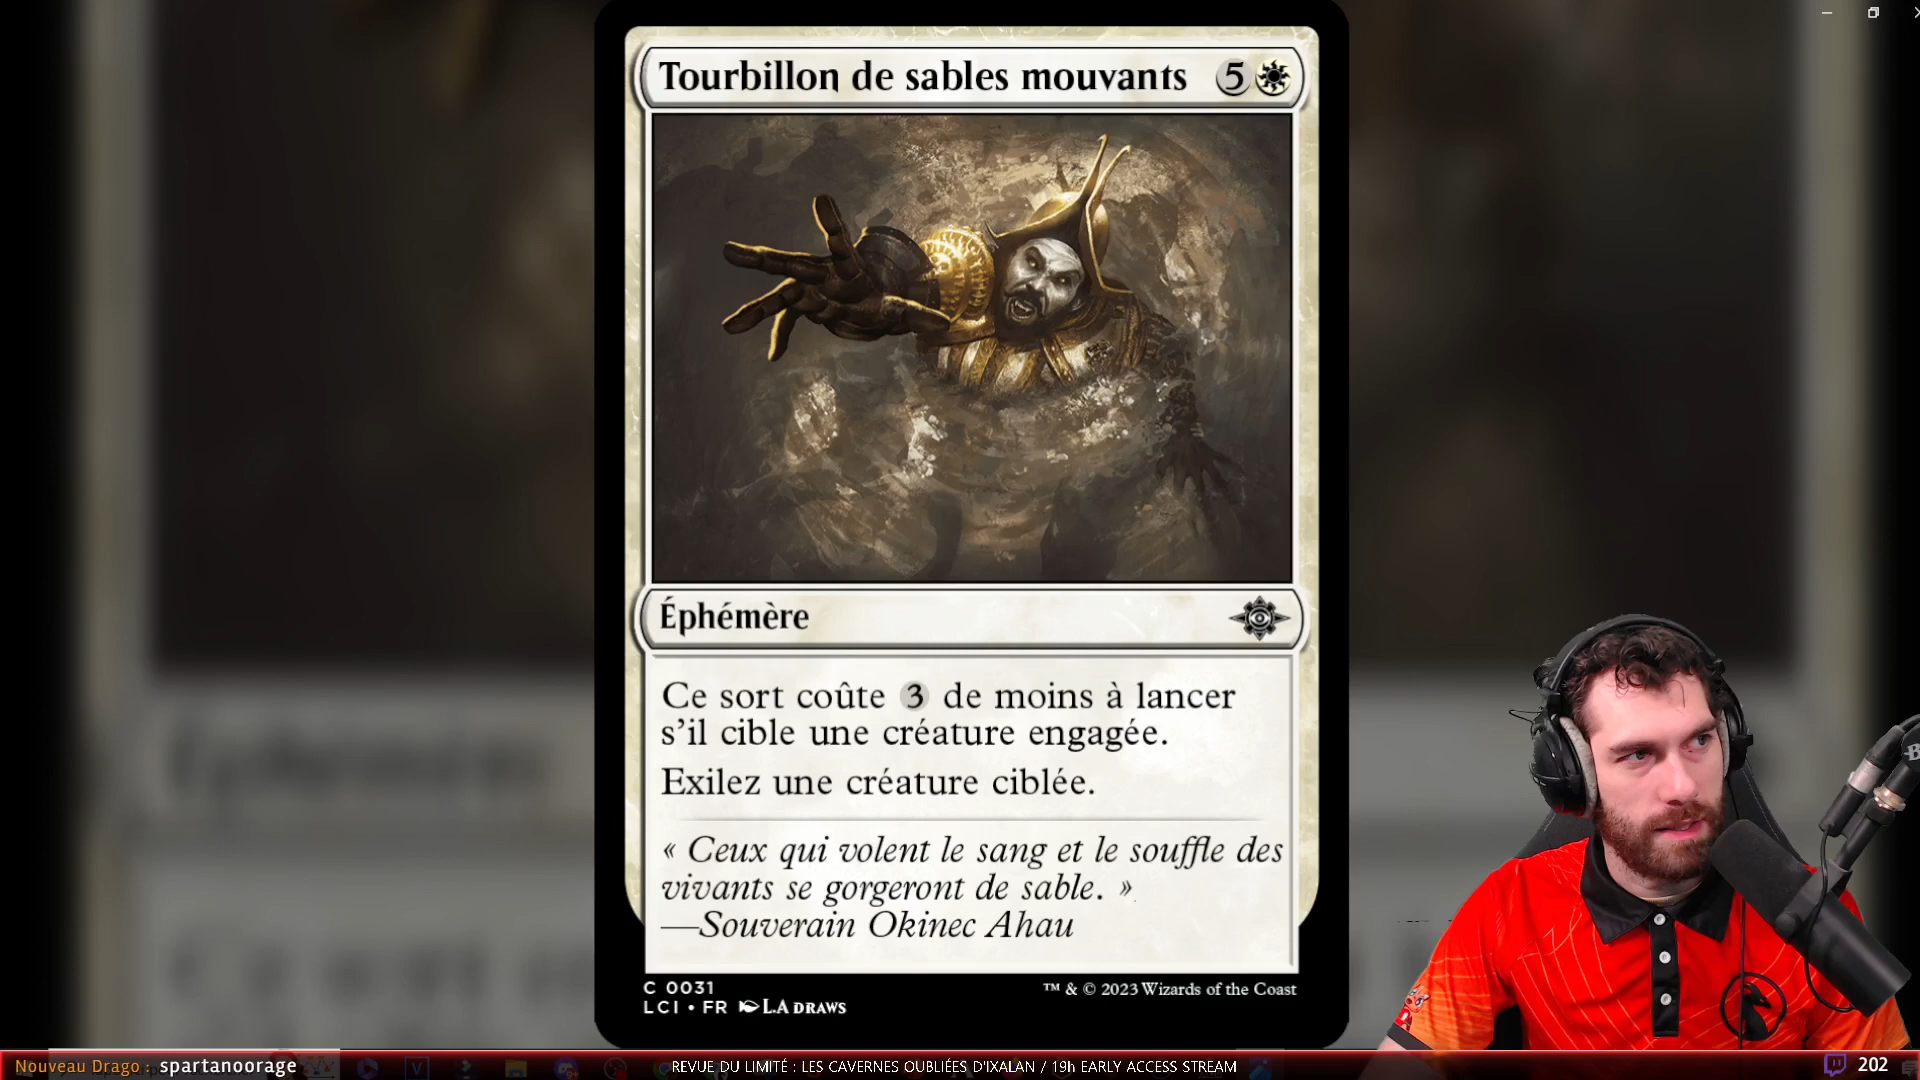 Tourbillon de sables mouvants 5
Éphémère
Ce sort coûte 3 de moins à lancer
s'il cible une créature engagée.
Exilez une créature ciblée.
« Ceux qui volent le sang et le souffle des
vivants se gorgeront de sable. »
—Souverain Okinec Ahau
C 0031
LCI • FR L.A DRAWS
™ & © 2023 Wizards of the Coast
Nouveau Drago : spartanoorage
REVUE DU LIMITÉ : LES CAVERNES OUBLIÉES D'IXALAN / 19h EARLY ACCESS STREAM
202